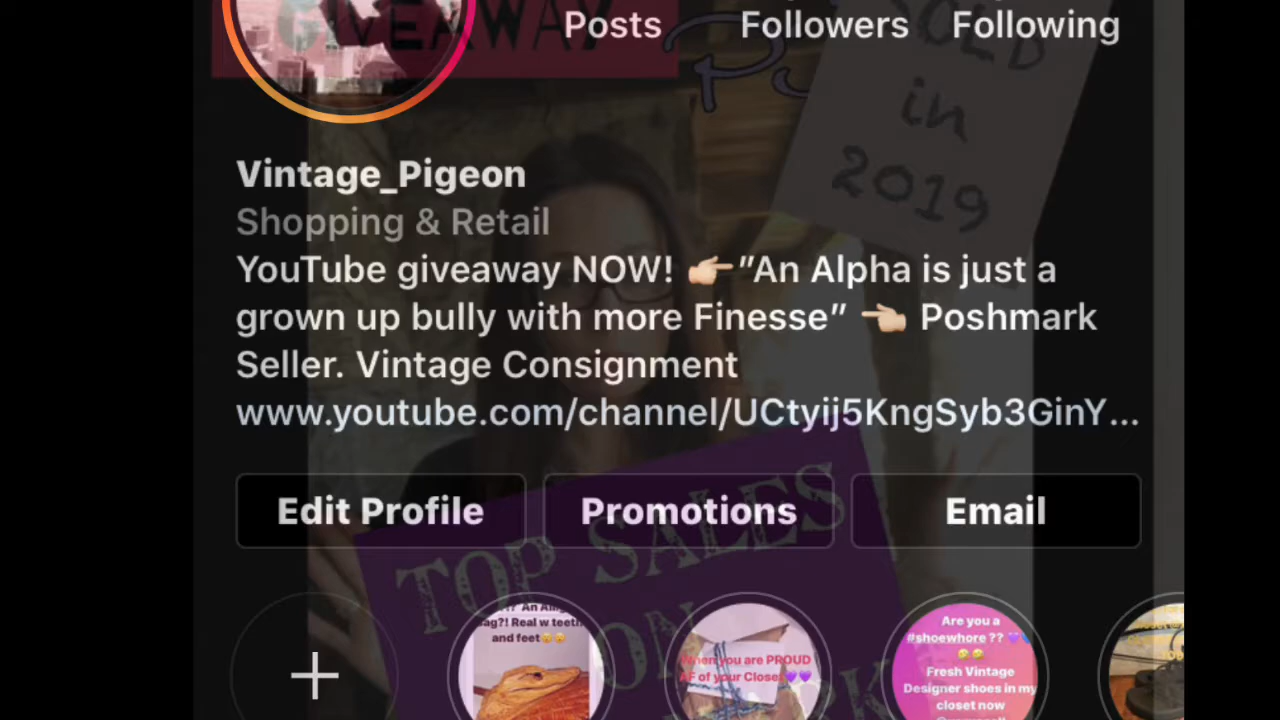 GIVEAWAY
Posts Followers Following
SOLD
in
2019
Vintage_Pigeon
Shopping & Retail
YouTube giveaway NOW! 👉🏻"An Alpha is just a
grown up bully with more Finesse" 👈🏻 Poshmark
Seller. Vintage Consignment
www.youtube.com/channel/UCtyij5KngSyb3GinY...
Edit Profile Promotions Email
TOP SALES
ON
and feet😳😳
When you are PROUD
AF of your Closet💜💜
Are you a
#shoewhore ??
🤣🤣
Fresh Vintage
Designer shoes in my
closet now